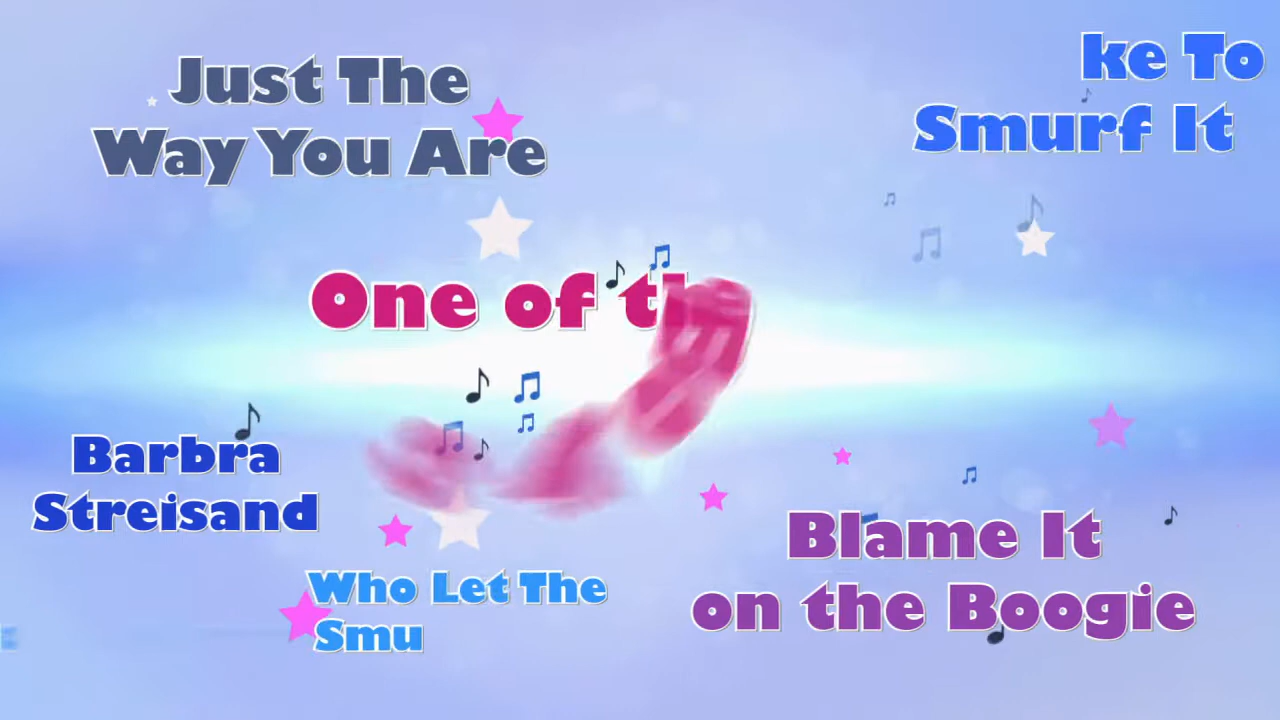 Just The
Way You Are
ke To
Smurf It
One of
Barbra
Streisand
Blame It
on the Boogie
Who Let The
Smu